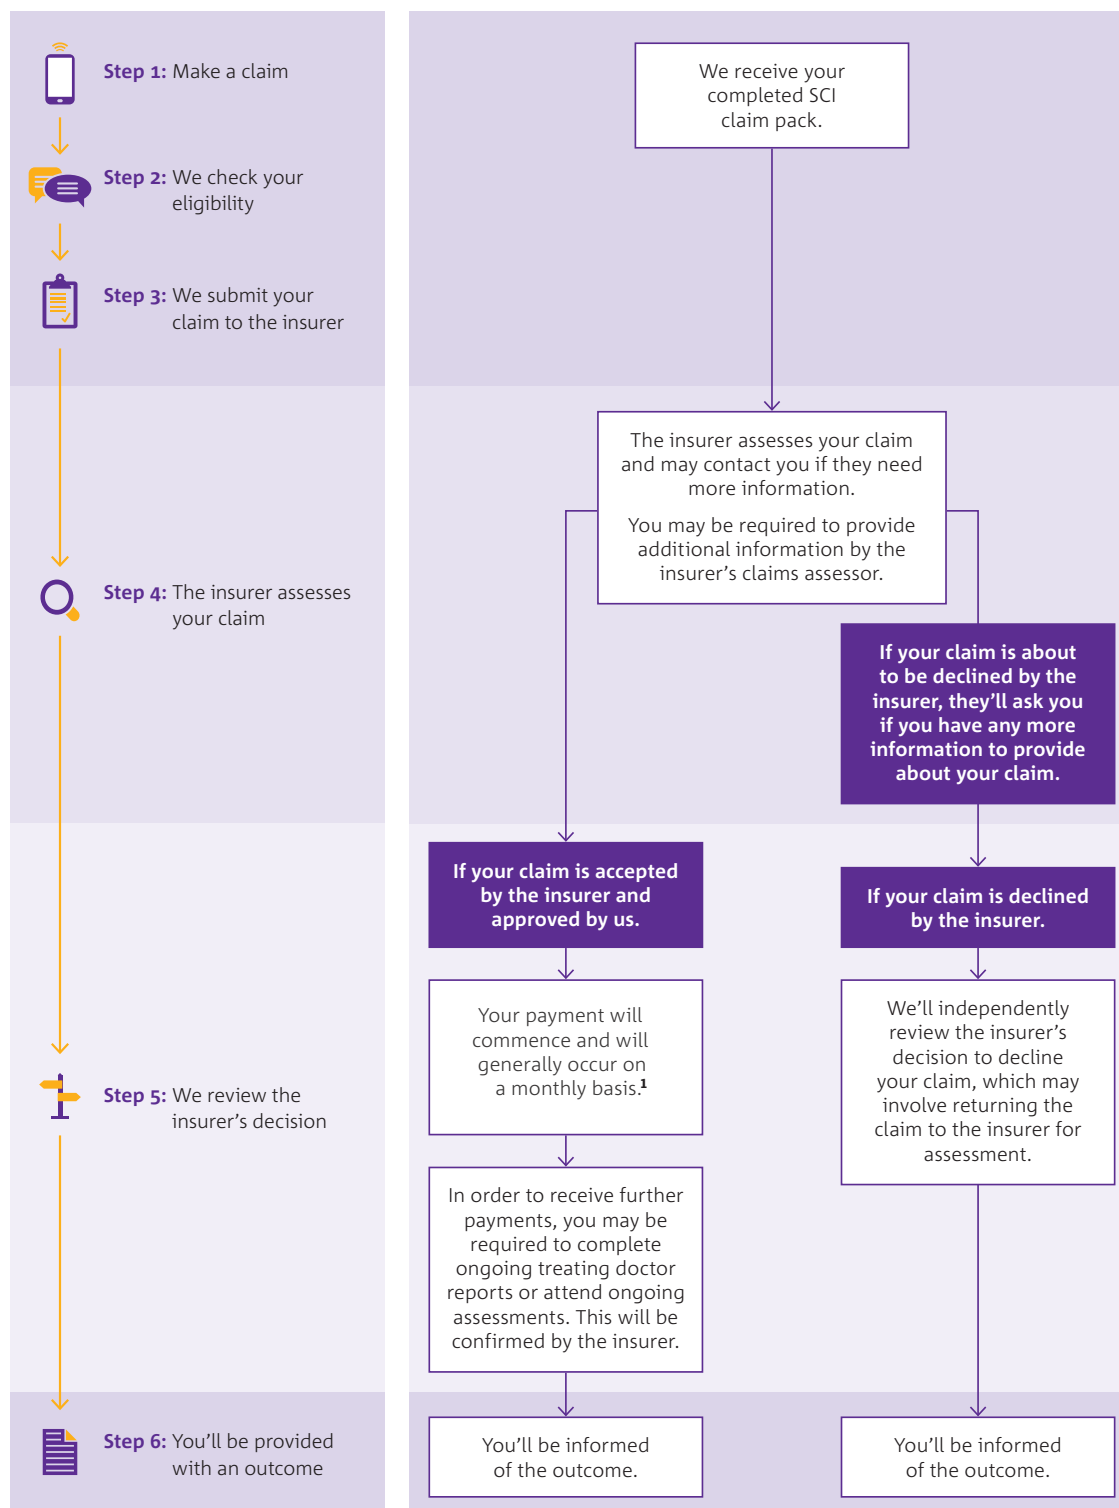 Step 1: Make a claim
Step 2: We check your
eligibility
Step 3: We submit your
claim to the insurer
Step 4: The insurer assesses
your claim
Step 5: We review the
insurer's decision
Step 6: You'll be provided
with an outcome
We receive your
completed SCI
claim pack.
The insurer assesses your claim
and may contact you if they need
more information.
You may be required to provide
additional information by the
insurer's claims assessor.
If your claim is about
to be declined by the
insurer, they'll ask you
if you have any more
information to provide
about your claim.
If your claim is accepted
by the insurer and
approved by us.
Your payment will
commence and will
generally occur on
a monthly basis.1
In order to receive further
payments, you may be
required to complete
ongoing treating doctor
reports or attend ongoing
assessments. This will be
confirmed by the insurer.
You'll be informed
of the outcome.
If your claim is declined
by the insurer.
We'll independently
review the insurer's
decision to decline
your claim, which may
involve returning the
claim to the insurer for
assessment.
You'll be informed
of the outcome.